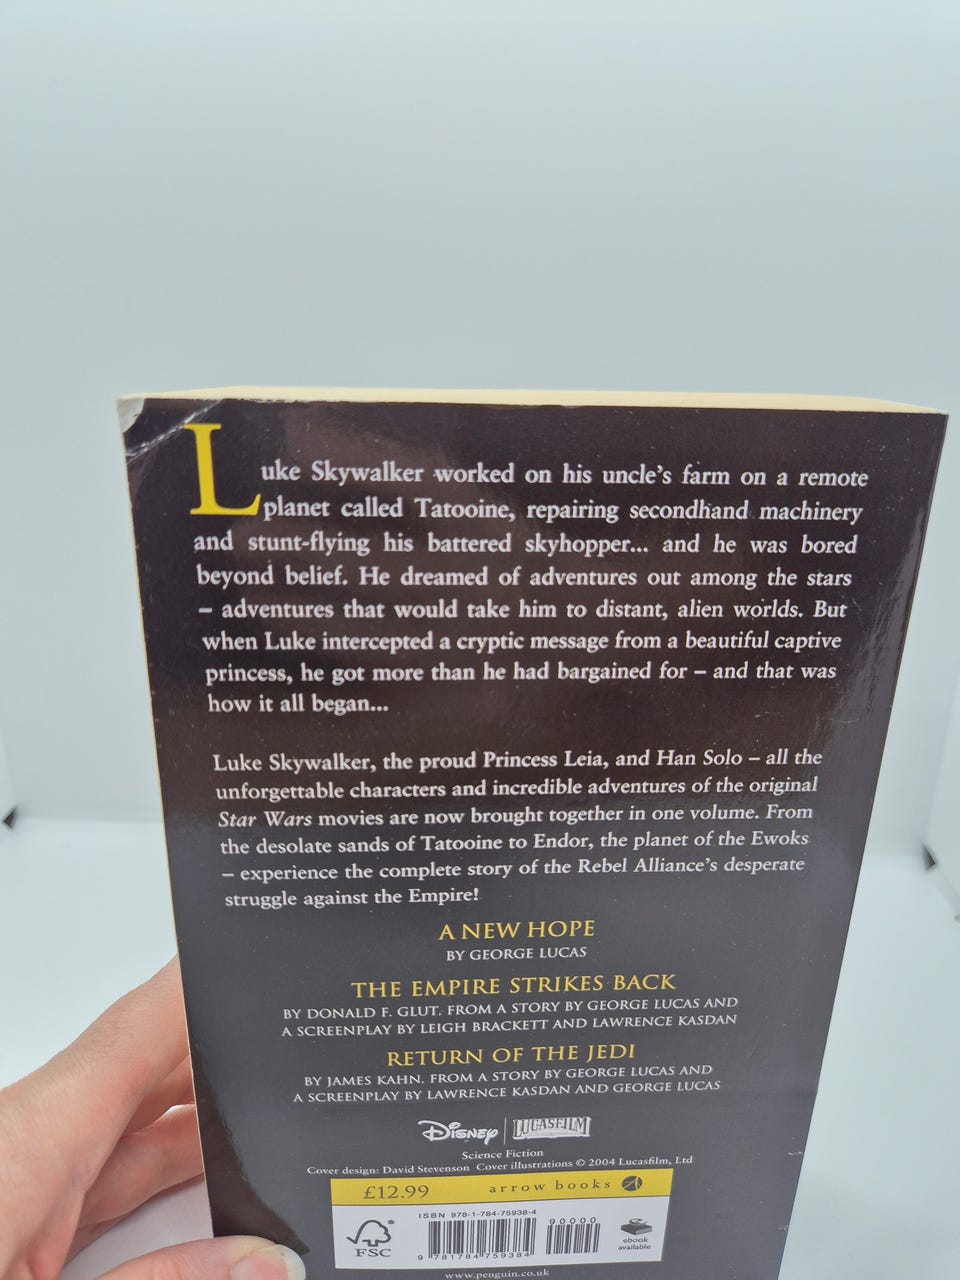 Luke Skywalker worked on his uncle's farm on a remote
planet called Tatooine, repairing secondhand machinery
and stunt-flying his battered skyhopper... and he was bored
beyond belief. He dreamed of adventures out among the stars
– adventures that would take him to distant, alien worlds. But
when Luke intercepted a cryptic message from a beautiful captive
princess, he got more than he had bargained for – and that was
how it all began...
Luke Skywalker, the proud Princess Leia, and Han Solo – all the
unforgettable characters and incredible adventures of the original
Star Wars movies are now brought together in one volume. From
the desolate sands of Tatooine to Endor, the planet of the Ewoks
– experience the complete story of the Rebel Alliance's desperate
struggle against the Empire!
A NEW HOPE
BY GEORGE LUCAS
THE EMPIRE STRIKES BACK
BY DONALD F. GLUT. FROM A STORY BY GEORGE LUCAS AND
A SCREENPLAY BY LEIGH BRACKETT AND LAWRENCE KASDAN
RETURN OF THE JEDI
BY JAMES KAHN. FROM A STORY BY GEORGE LUCAS AND
A SCREENPLAY BY LAWRENCE KASDAN AND GEORGE LUCAS
Disney LUCASFILM
Science Fiction
Cover design: David Stevenson Cover illustrations © 2004 Lucasfilm, Ltd
£12.99 arrow books
ISBN 978-1-784-75938-4
90000
FSC
9 781784 759384
ebook
available
www.penguin.co.uk